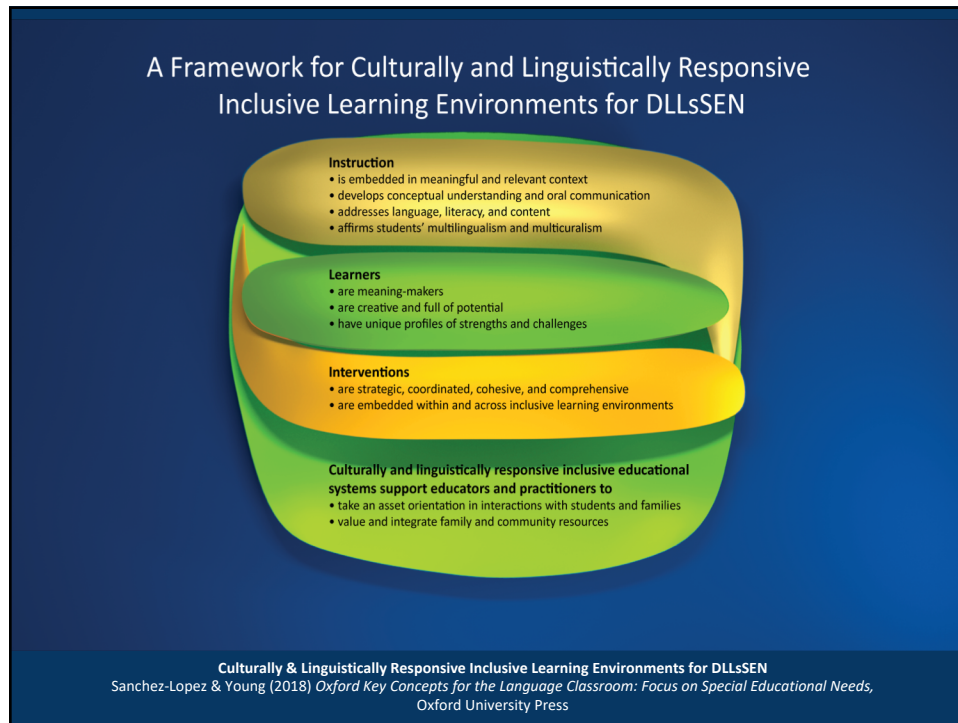 A Framework for Culturally and Linguistically Responsive
Inclusive Learning Environments for DLLsSEN
Instruction
• is embedded in meaningful and relevant context
• develops conceptual understanding and oral communication
• addresses language, literacy, and content
• affirms students’ multilingualism and multicuralism
Learners
• are meaning-makers
• are creative and full of potential
• have unique profiles of strengths and challenges
Interventions
• are strategic, coordinated, cohesive, and comprehensive
• are embedded within and across inclusive learning environments
Culturally and linguistically responsive inclusive educational
systems support educators and practitioners to
• take an asset orientation in interactions with students and families
• value and integrate family and community resources
Culturally & Linguistically Responsive Inclusive Learning Environments for DLLsSEN
Sanchez-Lopez & Young (2018) Oxford Key Concepts for the Language Classroom: Focus on Special Educational Needs,
Oxford University Press